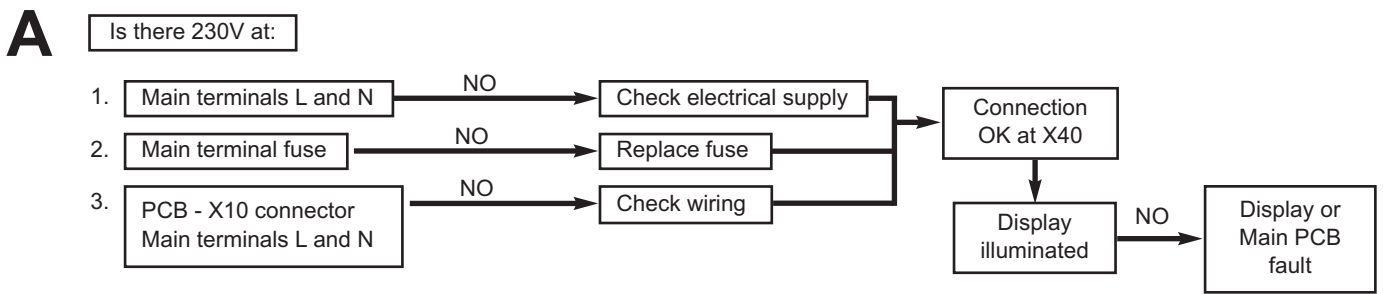 A
Is there 230V at:
1. Main terminals L and N
NO
Check electrical supply
2. Main terminal fuse
NO
Replace fuse
3. PCB - X10 connector
Main terminals L and N
NO
Check wiring
Connection
OK at X40
Display
illuminated
NO
Display or
Main PCB
fault